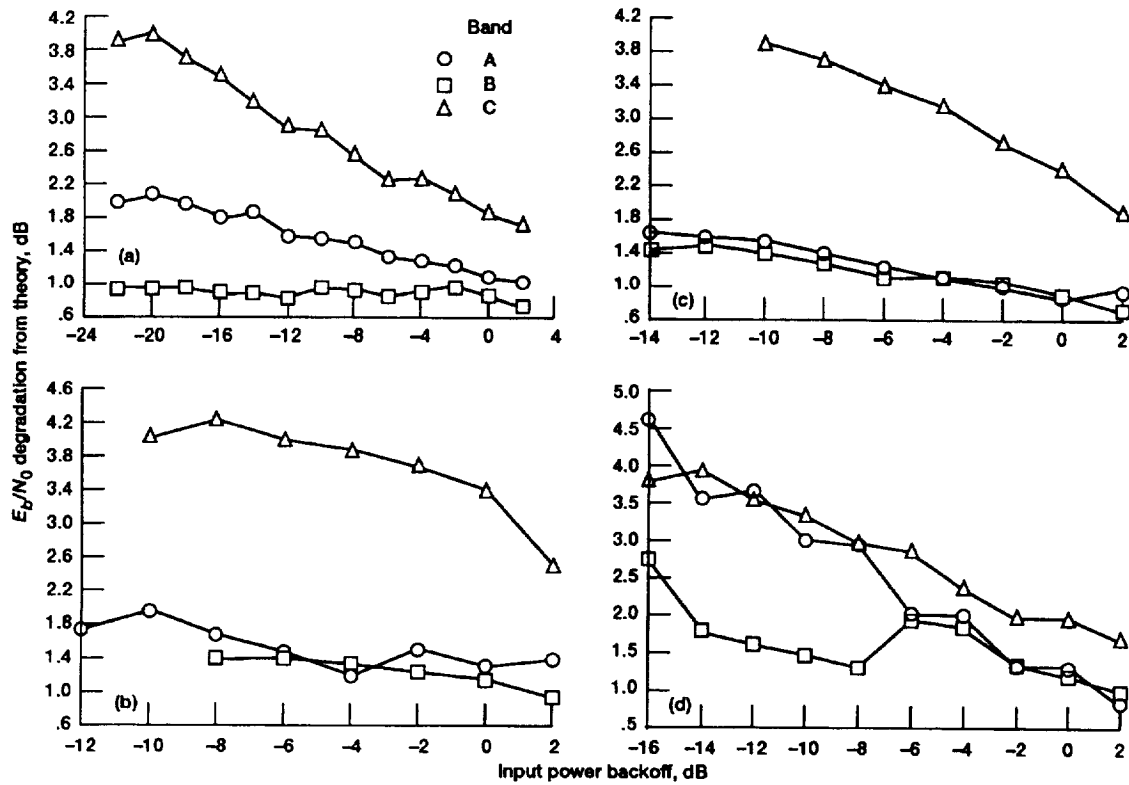 Band
A
B
C
E_b/N_0 degradation from theory, dB
4.2
3.8
3.4
3.0
2.6
2.2
1.8
1.4
1.0
.6
(a)
−24 −20 −16 −12 −8 −4 0 4
4.2
3.8
3.4
3.0
2.6
2.2
1.8
1.4
1.0
.6
(c)
−14 −12 −10 −8 −6 −4 −2 0 2
4.6
4.2
3.8
3.4
3.0
2.6
2.2
1.8
1.4
1.0
.6
(b)
−12 −10 −8 −6 −4 −2 0 2
5.0
4.5
4.0
3.5
3.0
2.5
2.0
1.5
1.0
.5
(d)
−16 −14 −12 −10 −8 −6 −4 −2 0 2
Input power backoff, dB